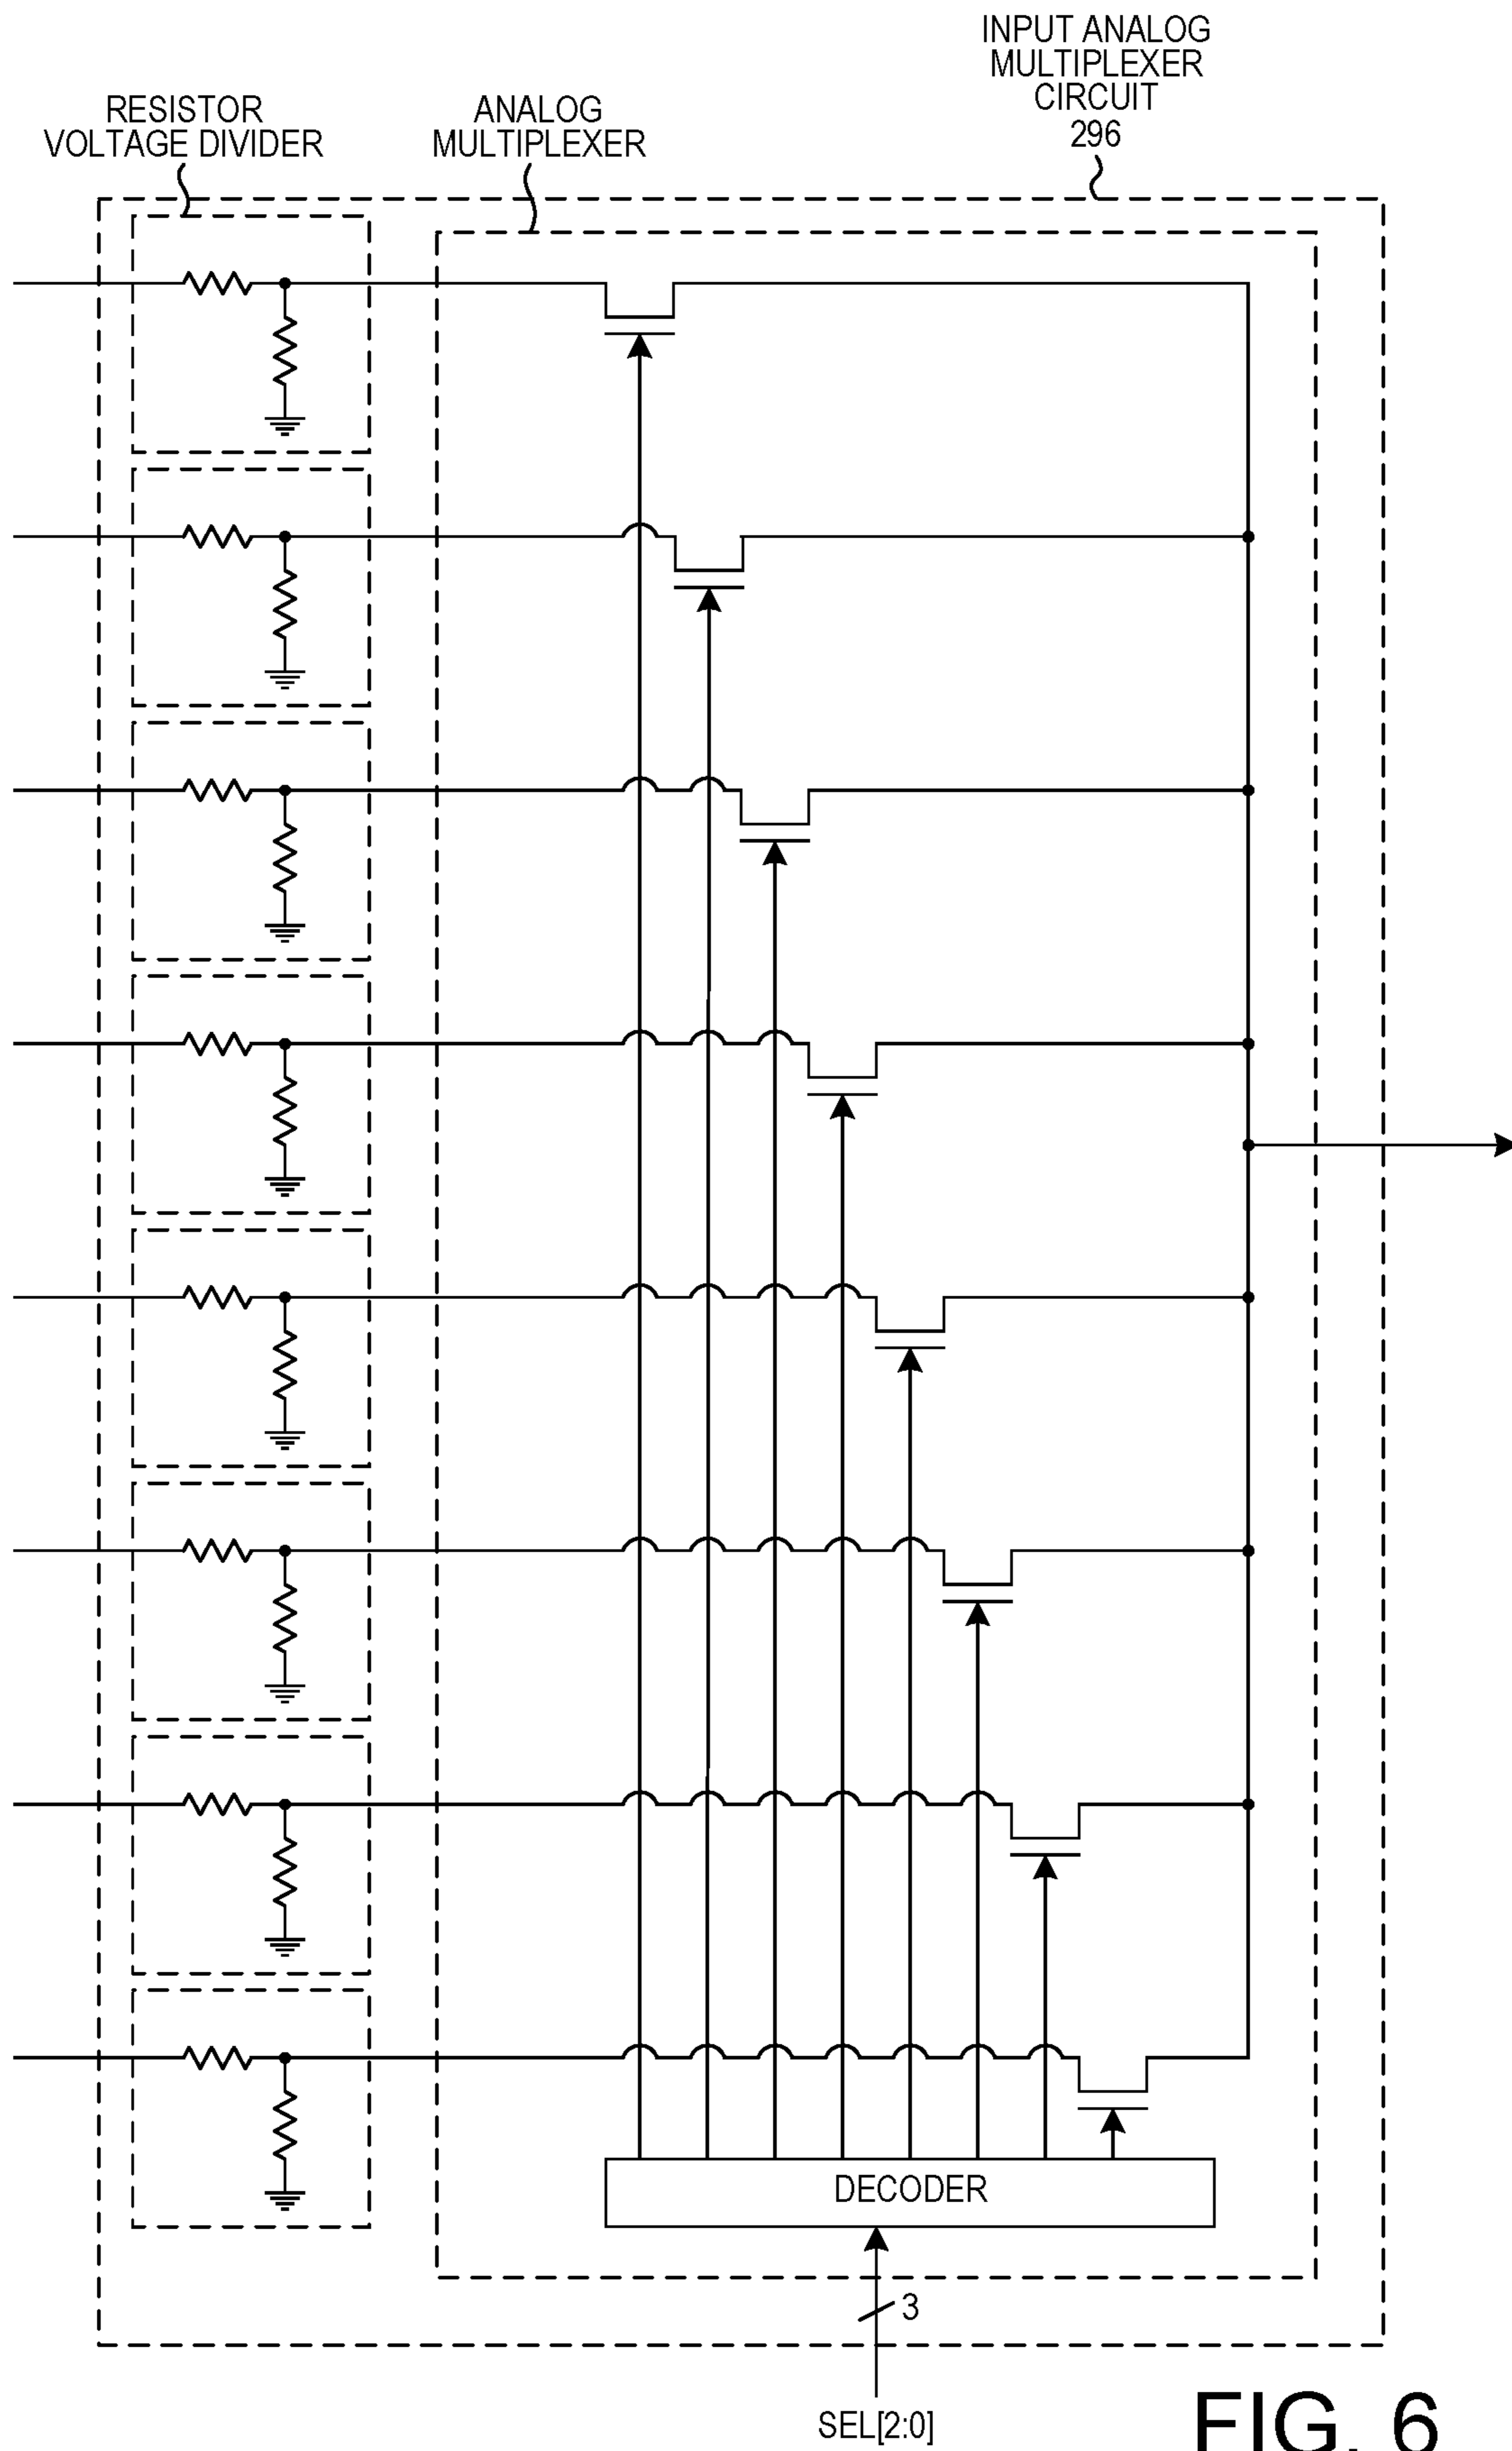 INPUT ANALOG
MULTIPLEXER
CIRCUIT
296
RESISTOR
VOLTAGE DIVIDER
ANALOG
MULTIPLEXER
DECODER
3
SEL[2:0]
FIG. 6